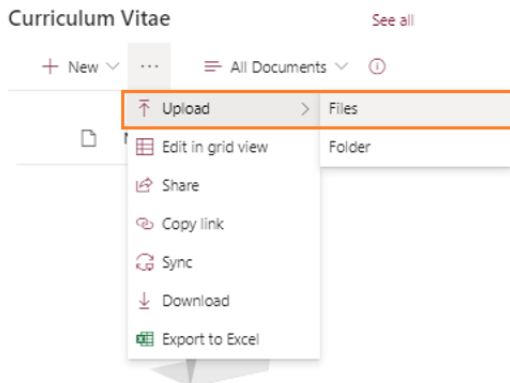 Curriculum Vitae See all
+ New ··· All Documents
Upload > Files
Edit in grid view Folder
Share
Copy link
Sync
Download
Export to Excel